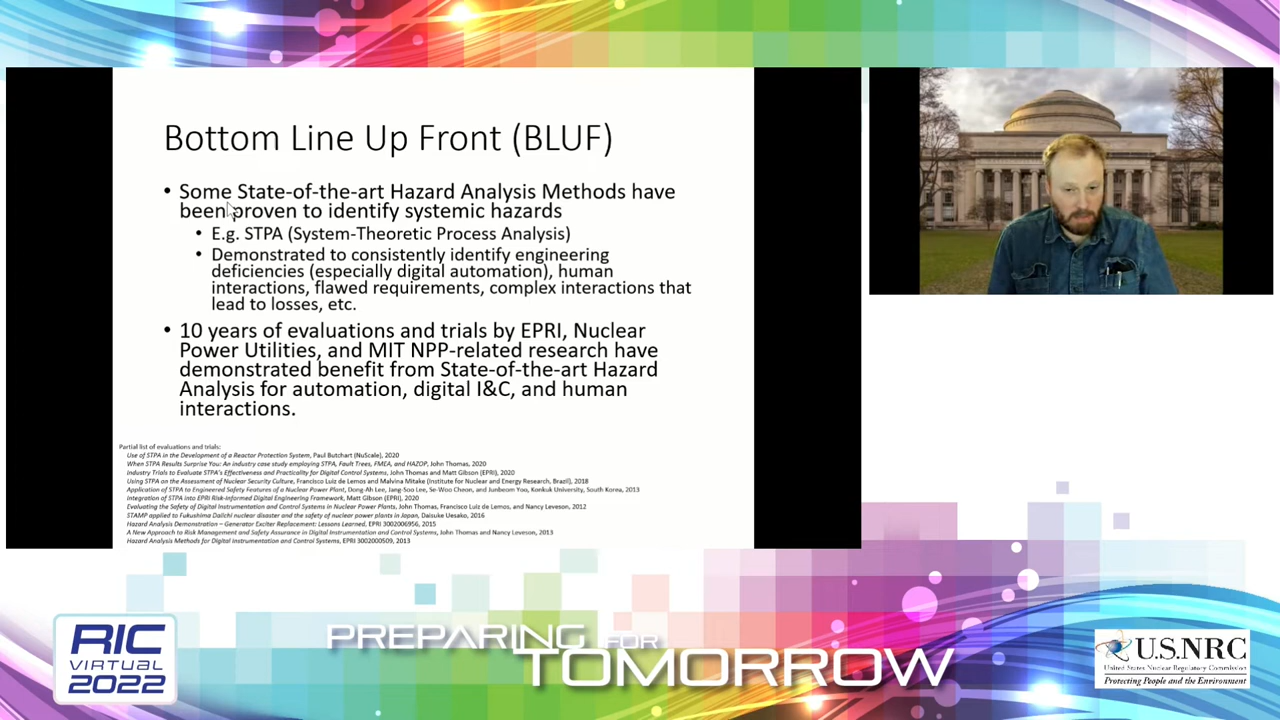 Bottom Line Up Front (BLUF)
• Some State-of-the-art Hazard Analysis Methods have
been proven to identify systemic hazards
• E.g. STPA (System-Theoretic Process Analysis)
• Demonstrated to consistently identify engineering
deficiencies (especially digital automation), human
interactions, flawed requirements, complex interactions that
lead to losses, etc.
• 10 years of evaluations and trials by EPRI, Nuclear
Power Utilities, and MIT NPP-related research have
demonstrated benefit from State-of-the-art Hazard
Analysis for automation, digital I&C, and human
interactions.
Partial list of evaluations and trials:
Use of STPA in the Development of a Reactor Protection System, Paul Butchart (NuScale), 2020
When STPA Results Surprise You: An industry case study employing STPA, Fault Trees, FMEA, and HAZOP, John Thomas, 2020
Industry Trials to Evaluate STPA's Effectiveness and Practicality for Digital Control Systems, John Thomas and Matt Gibson (EPRI), 2020
Using STPA on the Assessment of Nuclear Security Culture, Francisco Luiz de Lemos and Malvina Mitake (Institute for Nuclear and Energy Research, Brazil), 2018
Application of STPA to Engineered Safety Features of a Nuclear Power Plant, Dong-Ah Lee, Jang-Soo Lee, Se-Woo Cheon, and Junbeom Yoo, Konkuk University, South Korea, 2013
Integration of STPA into EPRI Risk-Informed Digital Engineering Framework, Matt Gibson (EPRI), 2020
Evaluating the Safety of Digital Instrumentation and Control Systems in Nuclear Power Plants, John Thomas, Francisco Luiz de Lemos, and Nancy Leveson, 2012
STAMP applied to Fukushima Daiichi nuclear disaster and the safety of nuclear power plants in Japan, Daisuke Uesako, 2016
Hazard Analysis Demonstration – Generator Exciter Replacement: Lessons Learned, EPRI 3002006956, 2015
A New Approach to Risk Management and Safety Assurance in Digital Instrumentation and Control Systems, John Thomas and Nancy Leveson, 2013
Hazard Analysis Methods for Digital Instrumentation and Control Systems, EPRI 3002000509, 2013
RIC
VIRTUAL
2022
PREPARING FOR
TOMORROW
U.S.NRC
United States Nuclear Regulatory Commission
Protecting People and the Environment